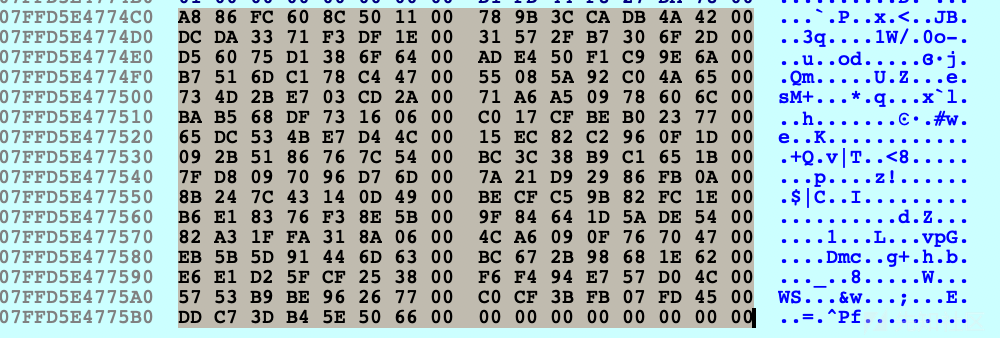 07FFD5E4774C0 A8 86 FC 60 8C 50 11 00 78 9B 3C CA DB 4A 42 00 ...`.P..x.<..JB.
07FFD5E4774D0 DC DA 33 71 F3 DF 1E 00 31 57 2F B7 30 6F 2D 00 ..3q....1W/.0o-.
07FFD5E4774E0 D5 60 75 D1 38 6F 64 00 AD E4 50 F1 C9 9E 6A 00
07FFD5E4774F0 B7 51 6D C1 78 C4 47 00 55 08 5A 92 C0 4A 65 00 .Qm.....U.Z...e.
07FFD5E477500 73 4D 2B E7 03 CD 2A 00 71 A6 A5 09 78 60 6C 00 sM+...*.q...x`l.
07FFD5E477510 BA B5 68 DF 73 16 06 00 C0 17 CF BE B0 23 77 00
07FFD5E477520 65 DC 53 4B E7 D4 4C 00 15 EC 82 C2 96 0F 1D 00 e..K............
07FFD5E477530 09 2B 51 86 76 7C 54 00 BC 3C 38 B9 C1 65 1B 00 .+Q.v|T..<8.....
07FFD5E477540 7F D8 09 70 96 D7 6D 00 7A 21 D9 29 86 FB 0A 00 ...p....z!......
07FFD5E477550 8B 24 7C 43 14 0D 49 00 BE CF C5 9B 82 FC 1E 00 .$|C..I.........
07FFD5E477560 B6 E1 83 76 F3 8E 5B 00 9F 84 64 1D 5A DE 54 00 ..........d.Z...
07FFD5E477570 82 A3 1F FA 31 8A 06 00 4C A6 09 0F 76 70 47 00 ....1...L...vpG.
07FFD5E477580 EB 5B 5D 91 44 6D 63 00 BC 67 2B 98 68 1E 62 00 ....Dmc..g+.h.b.
07FFD5E477590 E6 E1 D2 5F CF 25 38 00 F6 F4 94 E7 57 D0 4C 00 ..._..8.....W...
07FFD5E4775A0 57 53 B9 BE 96 26 77 00 C0 CF 3B FB 07 FD 45 00 WS...&w...;...E.
07FFD5E4775B0 DD C7 3D B4 5E 50 66 00 00 00 00 00 00 00 00 00 ..=.^Pf.........